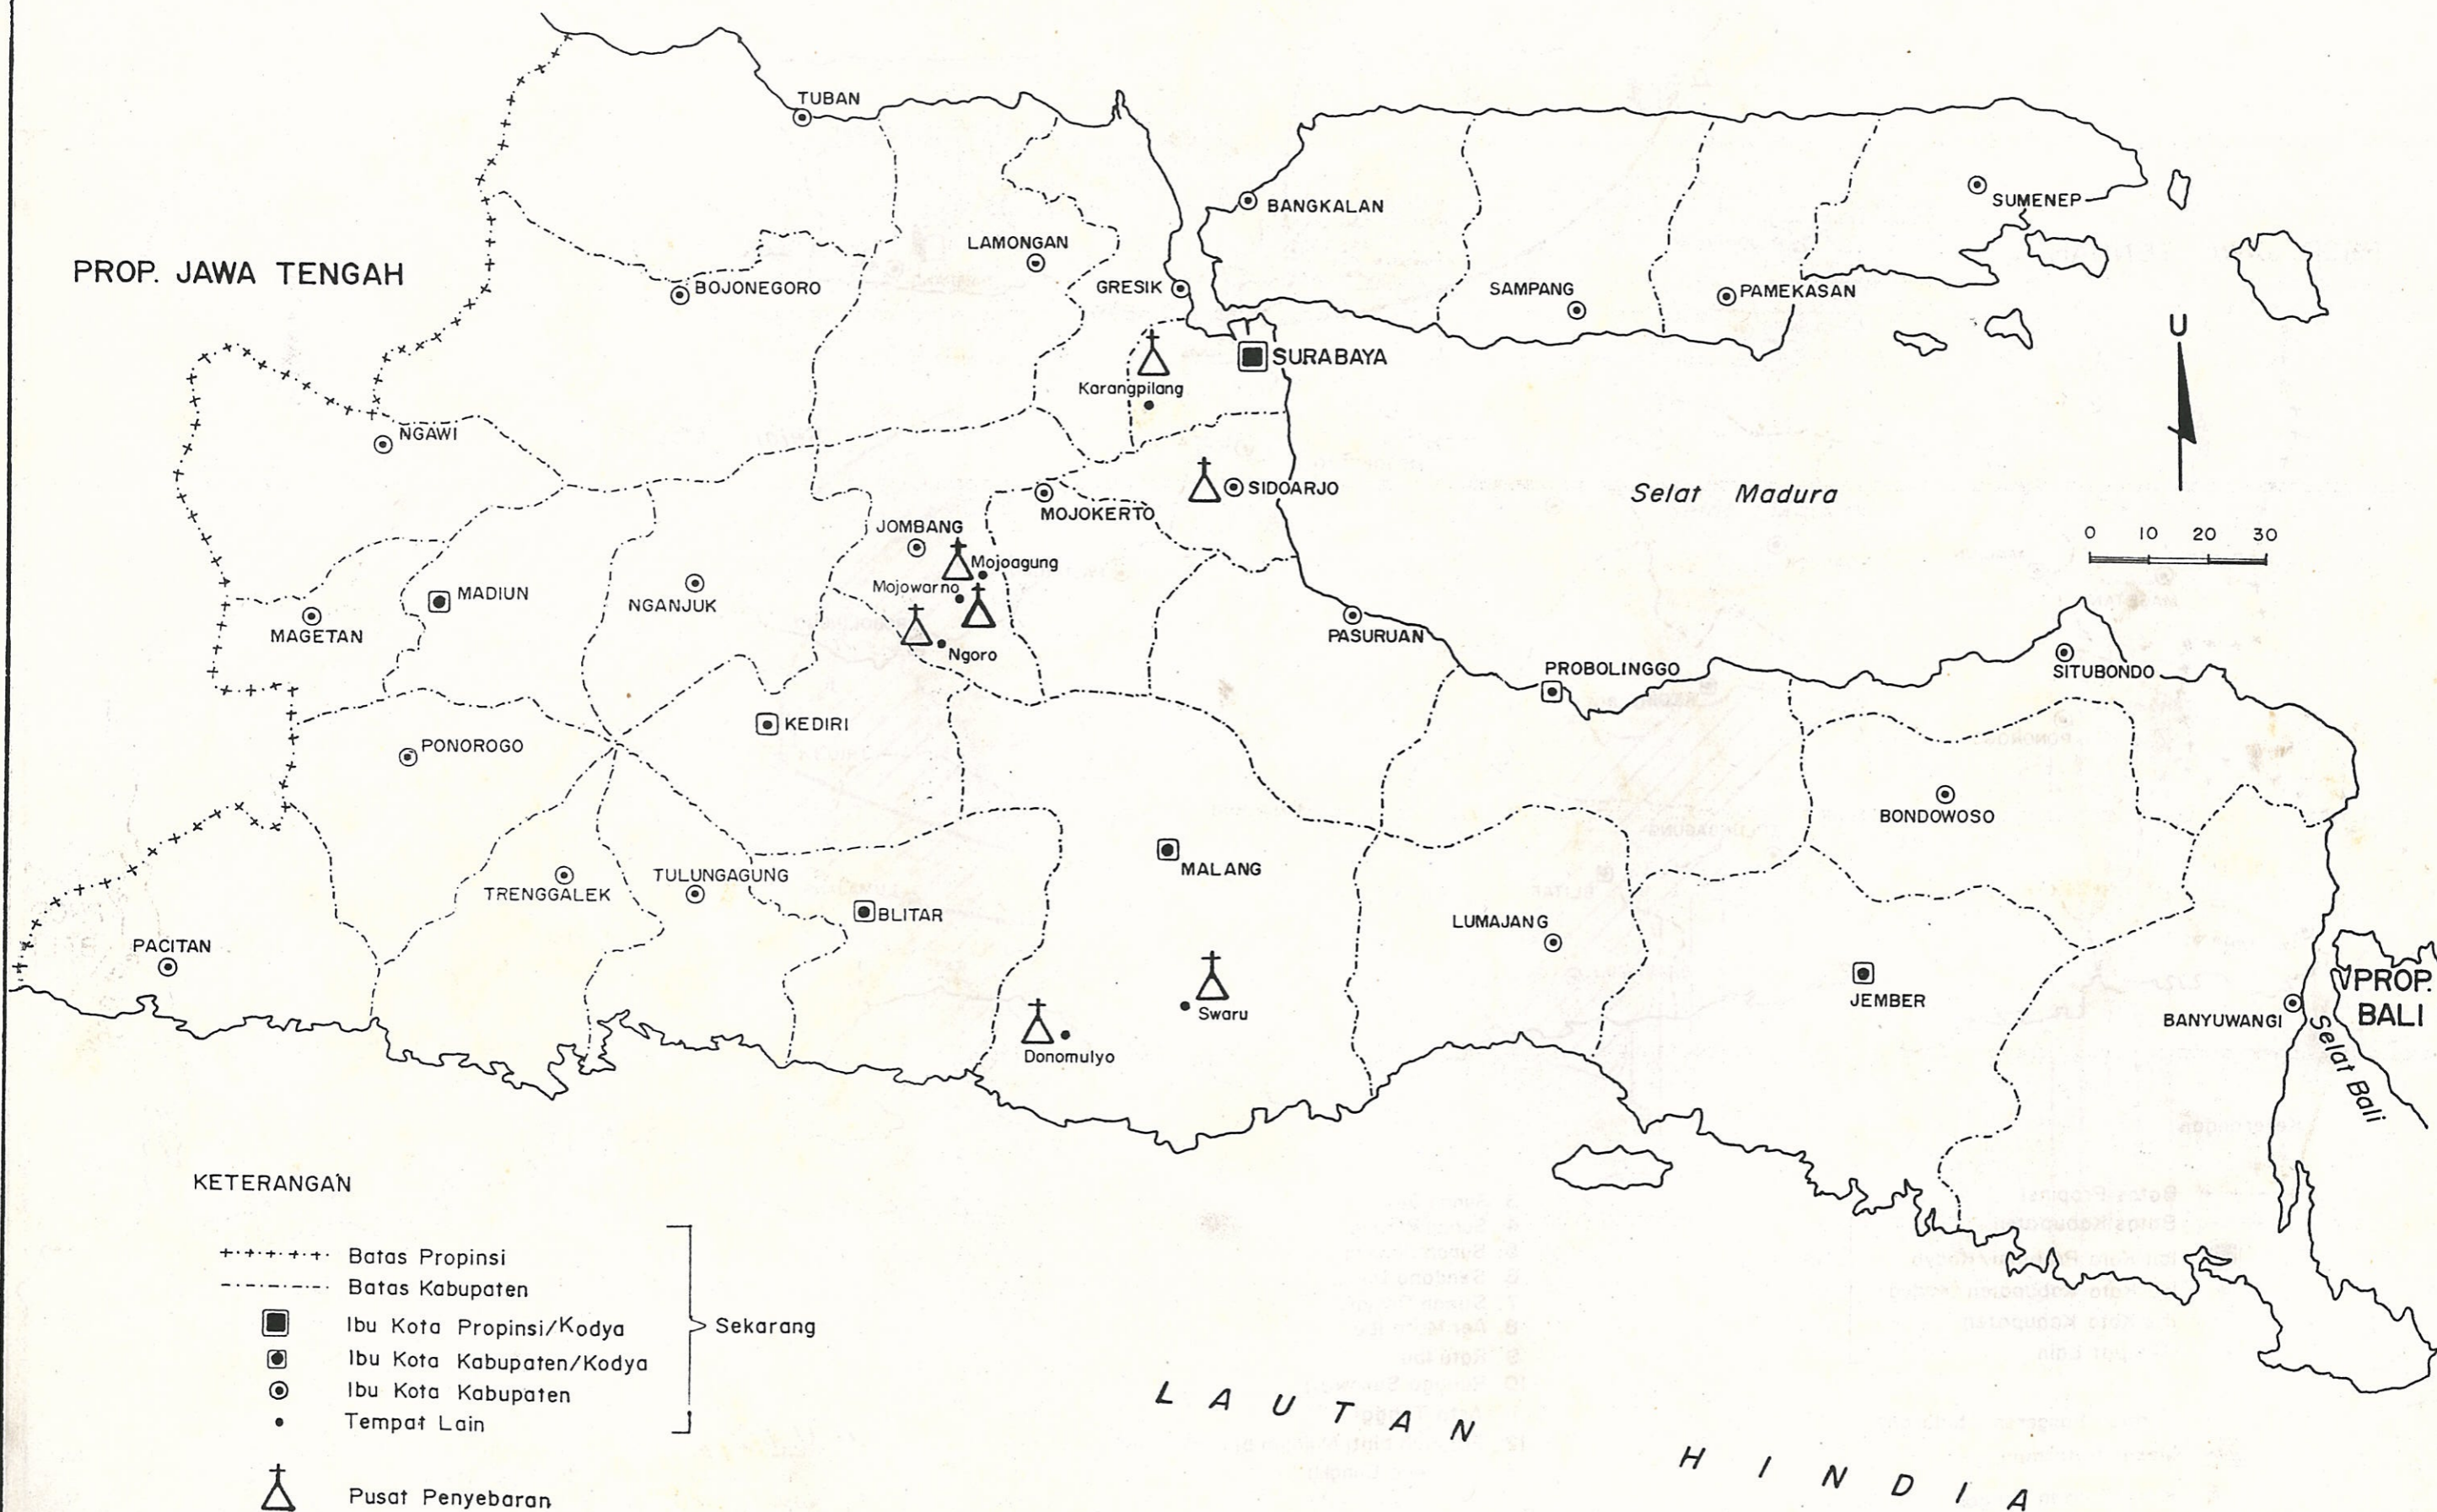 TUBAN
BANGKALAN
SUMENEP
LAMONGAN
PROP. JAWA TENGAH
BOJONEGORO
GRESIK
SAMPANG
PAMEKASAN
U
SURABAYA
Karangpilang
NGAWI
SIDOARJO
Selat Madura
MOJOKERTO
JOMBANG
0 10 20 30
Mojoagung
Mojowarno
MADIUN
NGANJUK
MAGETAN
PASURUAN
Ngoro
PROBOLINGGO
SITUBONDO
KEDIRI
PONOROGO
BONDOWOSO
MALANG
TULUNGAGUNG
TRENGGALEK
BLITAR
LUMAJANG
PACITAN
PROP.
BALI
JEMBER
Swaru
BANYUWANGI
Selat Bali
Donomulyo
KETERANGAN
Batas Propinsi
Batas Kabupaten
Ibu Kota Propinsi/Kodya
Sekarang
Ibu Kota Kabupaten/Kodya
Ibu Kota Kabupaten
Tempat Lain
LAUTAN HINDIA
Pusat Penyebaran